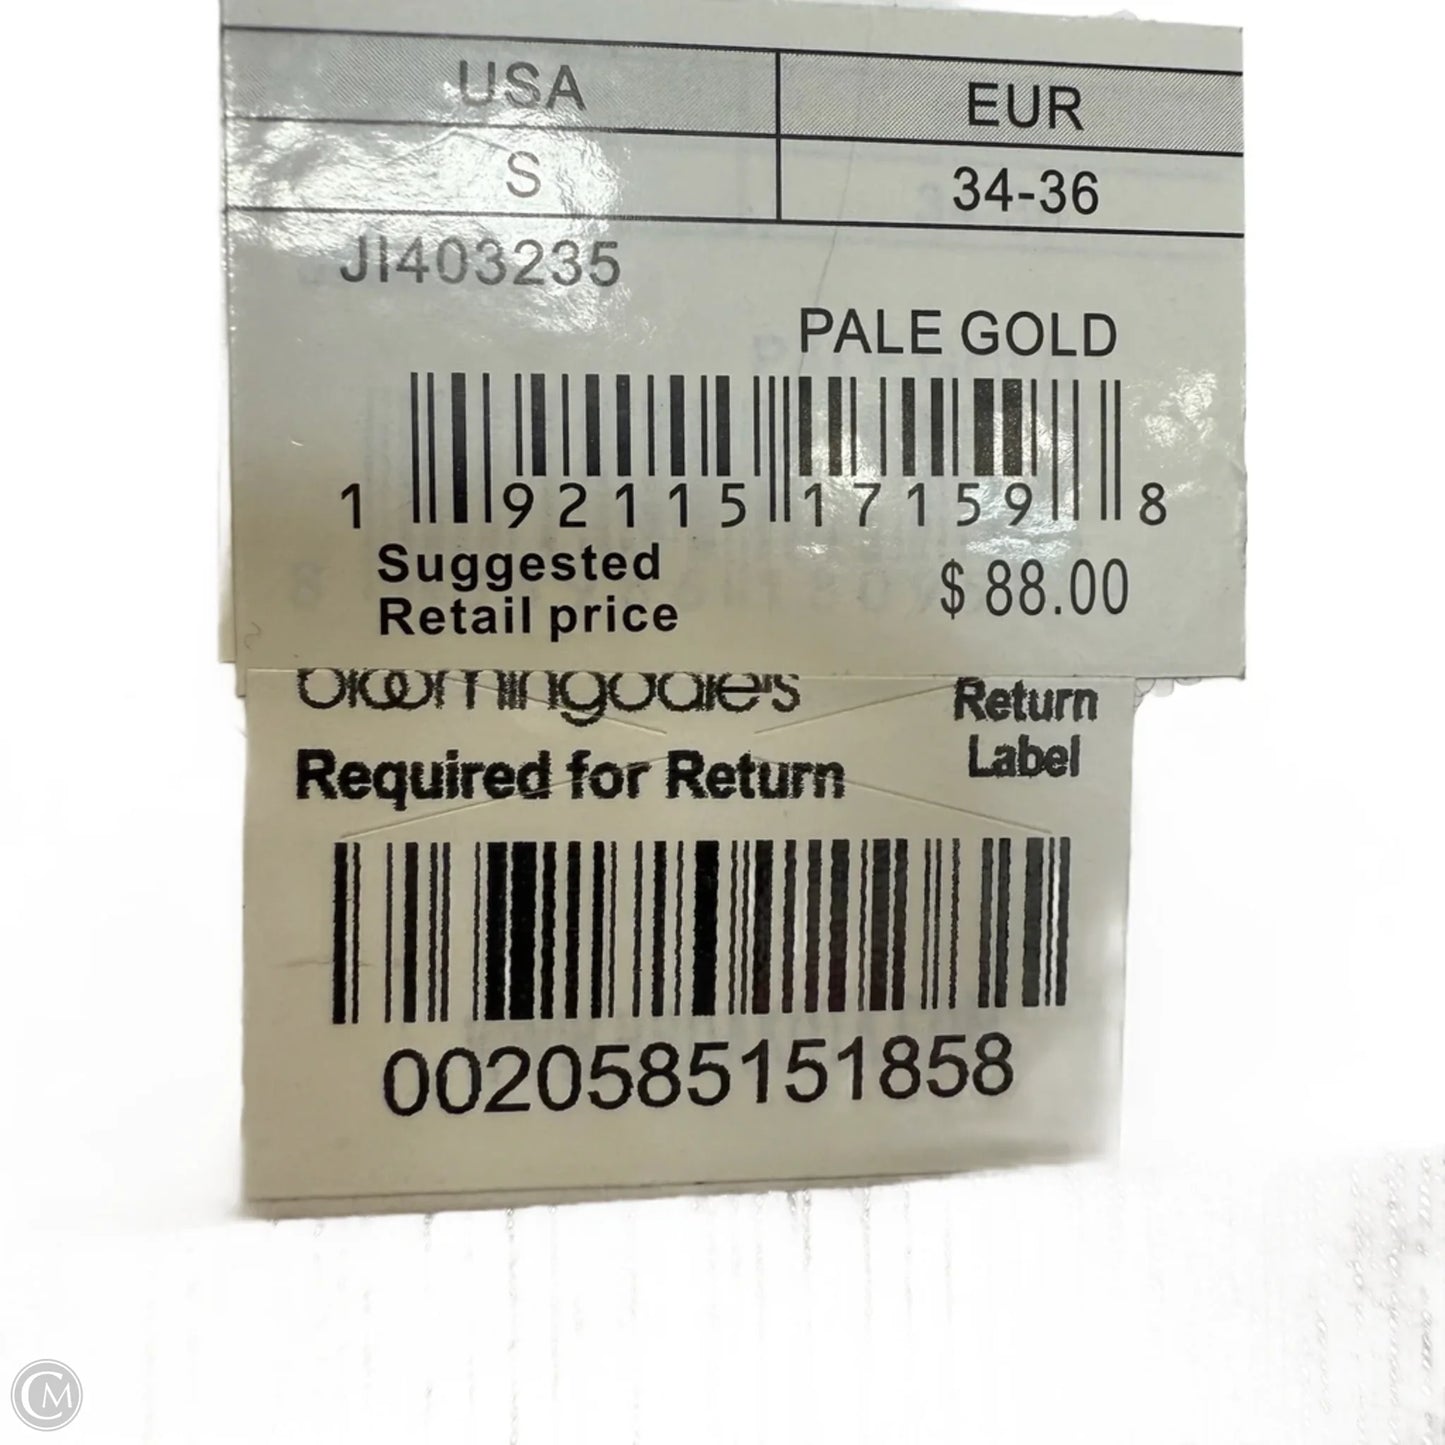 USA EUR
S 34-36
JI403235
PALE GOLD
1 92115 17159 8
Suggested
Retail price $ 88.00
bloomingdale's Return
Required for Return Label
0020585151858
CM